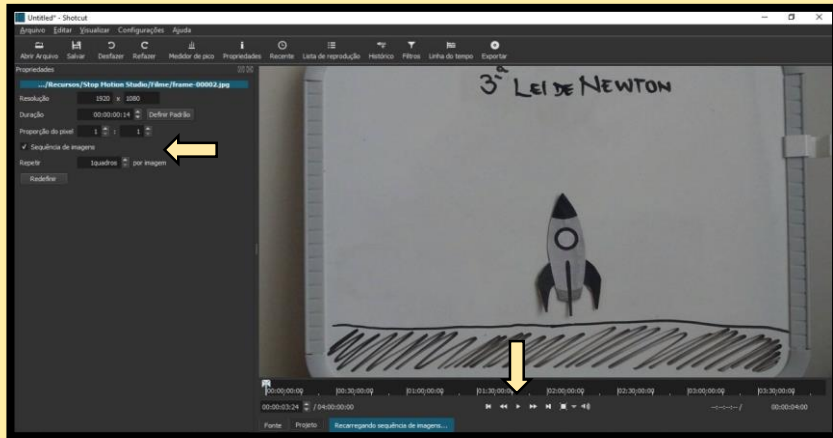 Untitled* - Shotcut
Arquivo Editar Visualizar Configurações Ajuda
Abrir Arquivo Salvar Desfazer Refazer Medidor de pico Propriedades Recente Lista de reprodução Histórico Filtros Linha do tempo Exportar
Propriedades
.../Recursos/Stop Motion Studio/Filme/frame-00002.jpg
Resolução 1920 x 1080
Duração 00:00:00:14 Definir Padrão
Proporção do pixel 1 : 1
Sequência de imagens
Repetir 1quadros por imagem
Redefinir
3ª LEI DE NEWTON
00:00:00:00 00:30:00:00 01:00:00:00 01:30:00:00 02:00:00:00 02:30:00:00 03:00:00:00 03:30:00:00
00:00:03:24 / 04:00:00:00 --:--:--:-- / 00:00:04:00
Fonte Projeto Recarregando sequência de imagens...